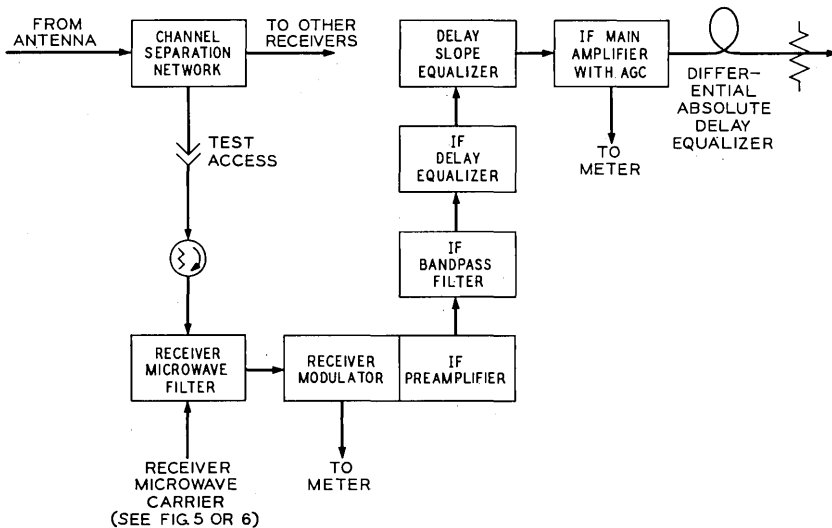 FROM
ANTENNA
CHANNEL
SEPARATION
NETWORK
TO OTHER
RECEIVERS
TEST
ACCESS
RECEIVER
MICROWAVE
FILTER
RECEIVER
MICROWAVE
CARRIER
(SEE FIG. 5 OR 6)
RECEIVER
MODULATOR
TO
METER
IF
PREAMPLIFIER
IF
BANDPASS
FILTER
IF
DELAY
EQUALIZER
DELAY
SLOPE
EQUALIZER
IF MAIN
AMPLIFIER
WITH AGC
TO
METER
DIFFER-
ENTIAL
ABSOLUTE
DELAY
EQUALIZER